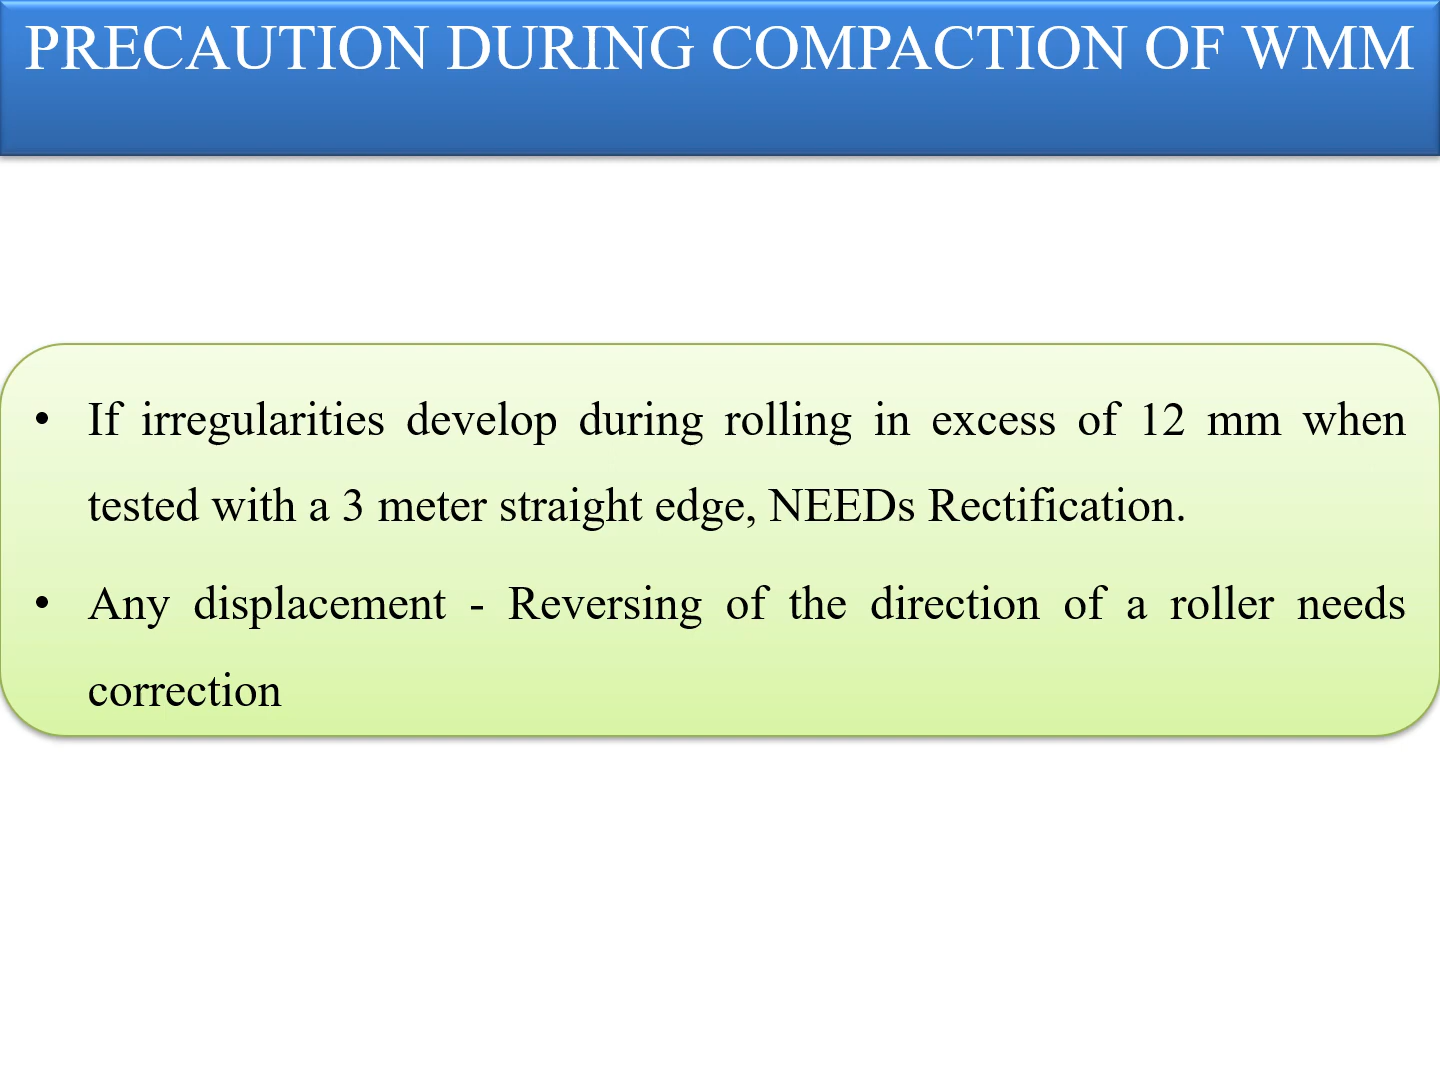 PRECAUTION DURING COMPACTION OF WMM
• If irregularities develop during rolling in excess of 12 mm when
tested with a 3 meter straight edge, NEEDs Rectification.
• Any displacement - Reversing of the direction of a roller needs
correction